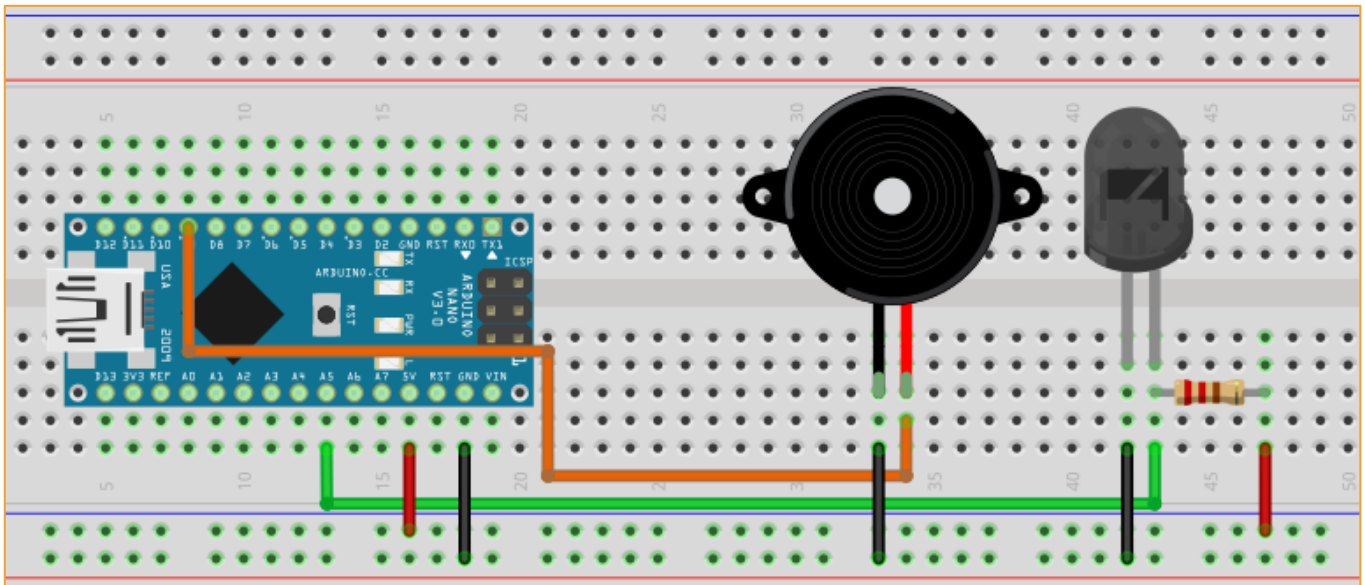 5 10 15 20 25 30 40 45 50
D12 D11 D10 D8 D7 D6 D5 D4 D3 D2 GND RST RX0 TX1
ICSP
TX
USA
ARDUINO-CC
RX
RST
ARDUINO
NANO
V3.0
PWR
2009
L
1
D13 3V3 REF A0 A1 A2 A3 A4 A5 A6 A7 5V RST GND VIN
5 10 15 20 25 3 35 40 45 50